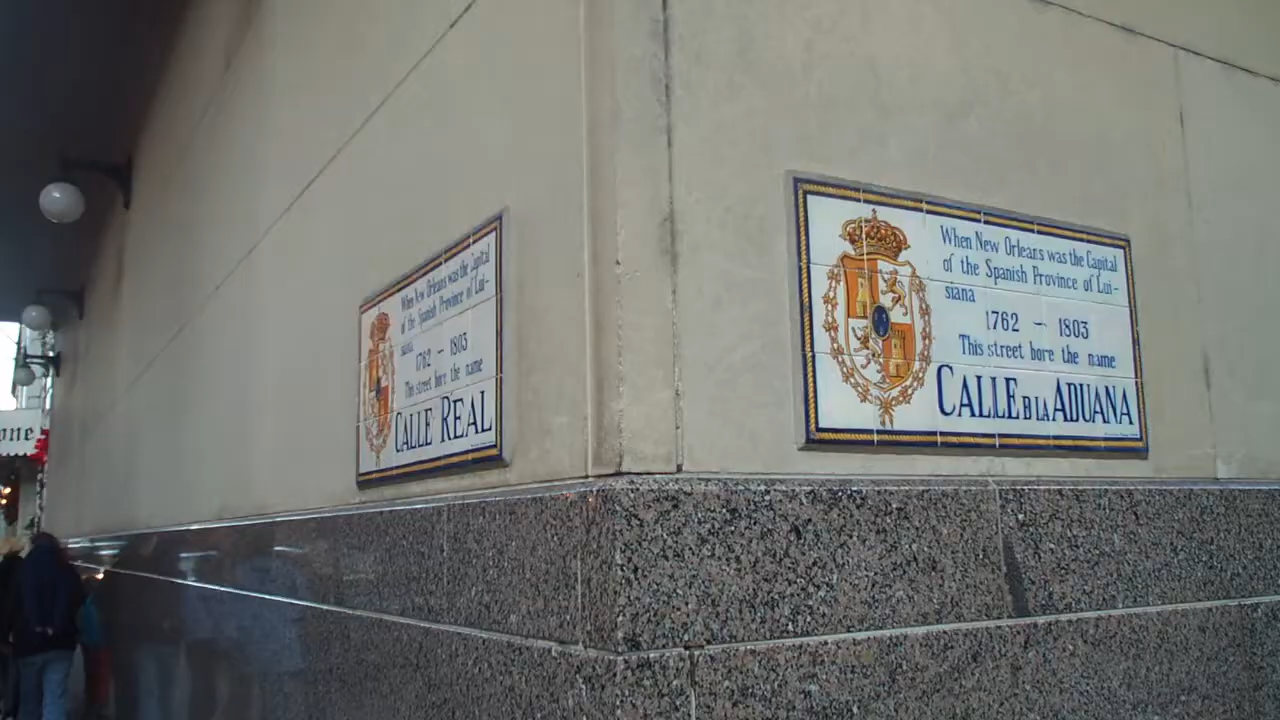 When New Orleans was the Capital
of the Spanish Province of Lui-
siana
1762 - 1803
This street bore the name
CALLE REAL
When New Orleans was the Capital
of the Spanish Province of Lui-
siana
1762 - 1803
This street bore the name
CALLE D LA ADUANA
one